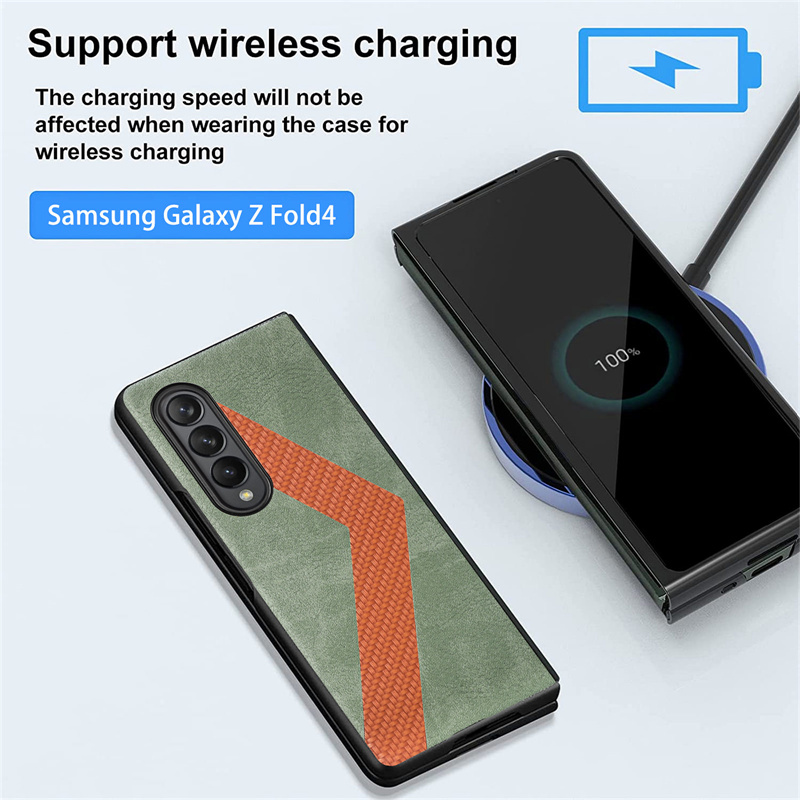 Support wireless charging
The charging speed will not be
affected when wearing the case for
wireless charging
Samsung Galaxy Z Fold4
100%